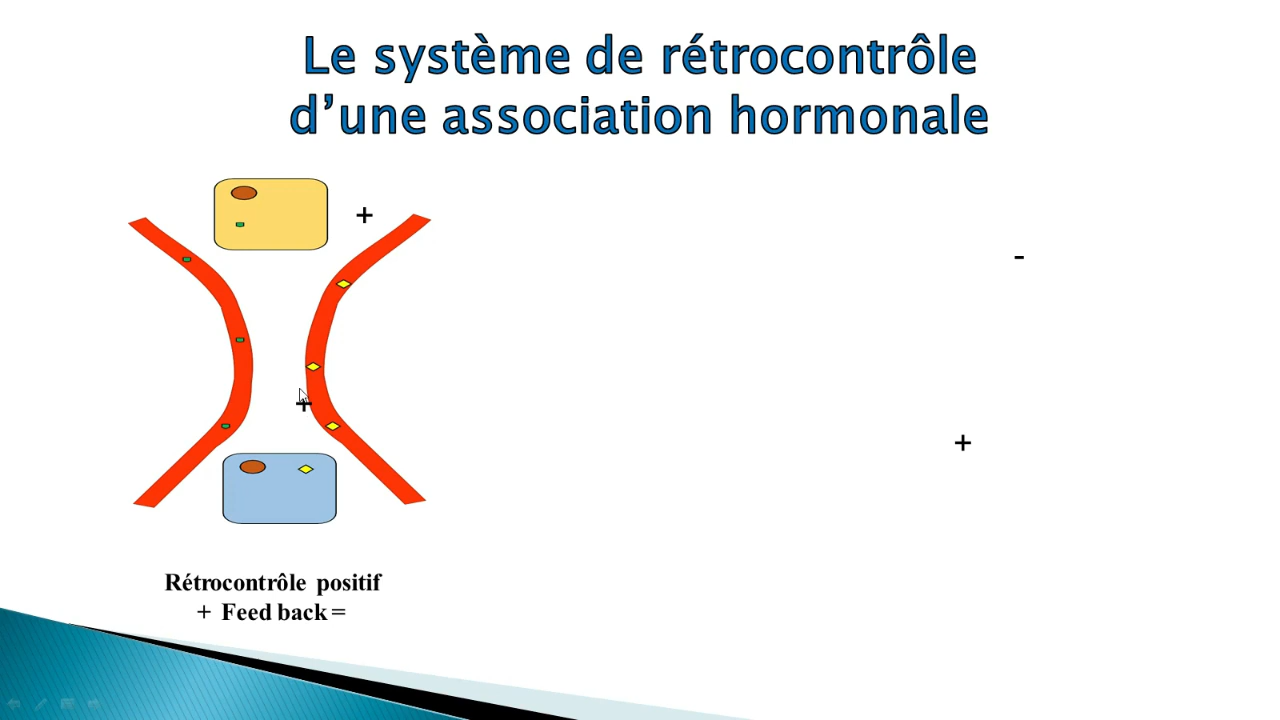 Le système de rétrocontrôle
d’une association hormonale
+
-
+
+
Rétrocontrôle positif
+ Feed back =